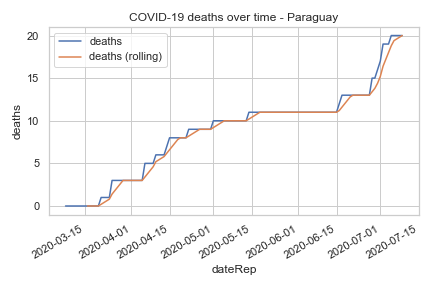 COVID-19 deaths over time - Paraguay
deaths
deaths (rolling)
20
15
10
5
0
deaths
2020-03-15
2020-04-01
2020-04-15
2020-05-01
2020-05-15
2020-06-01
2020-06-15
2020-07-01
2020-07-15
dateRep